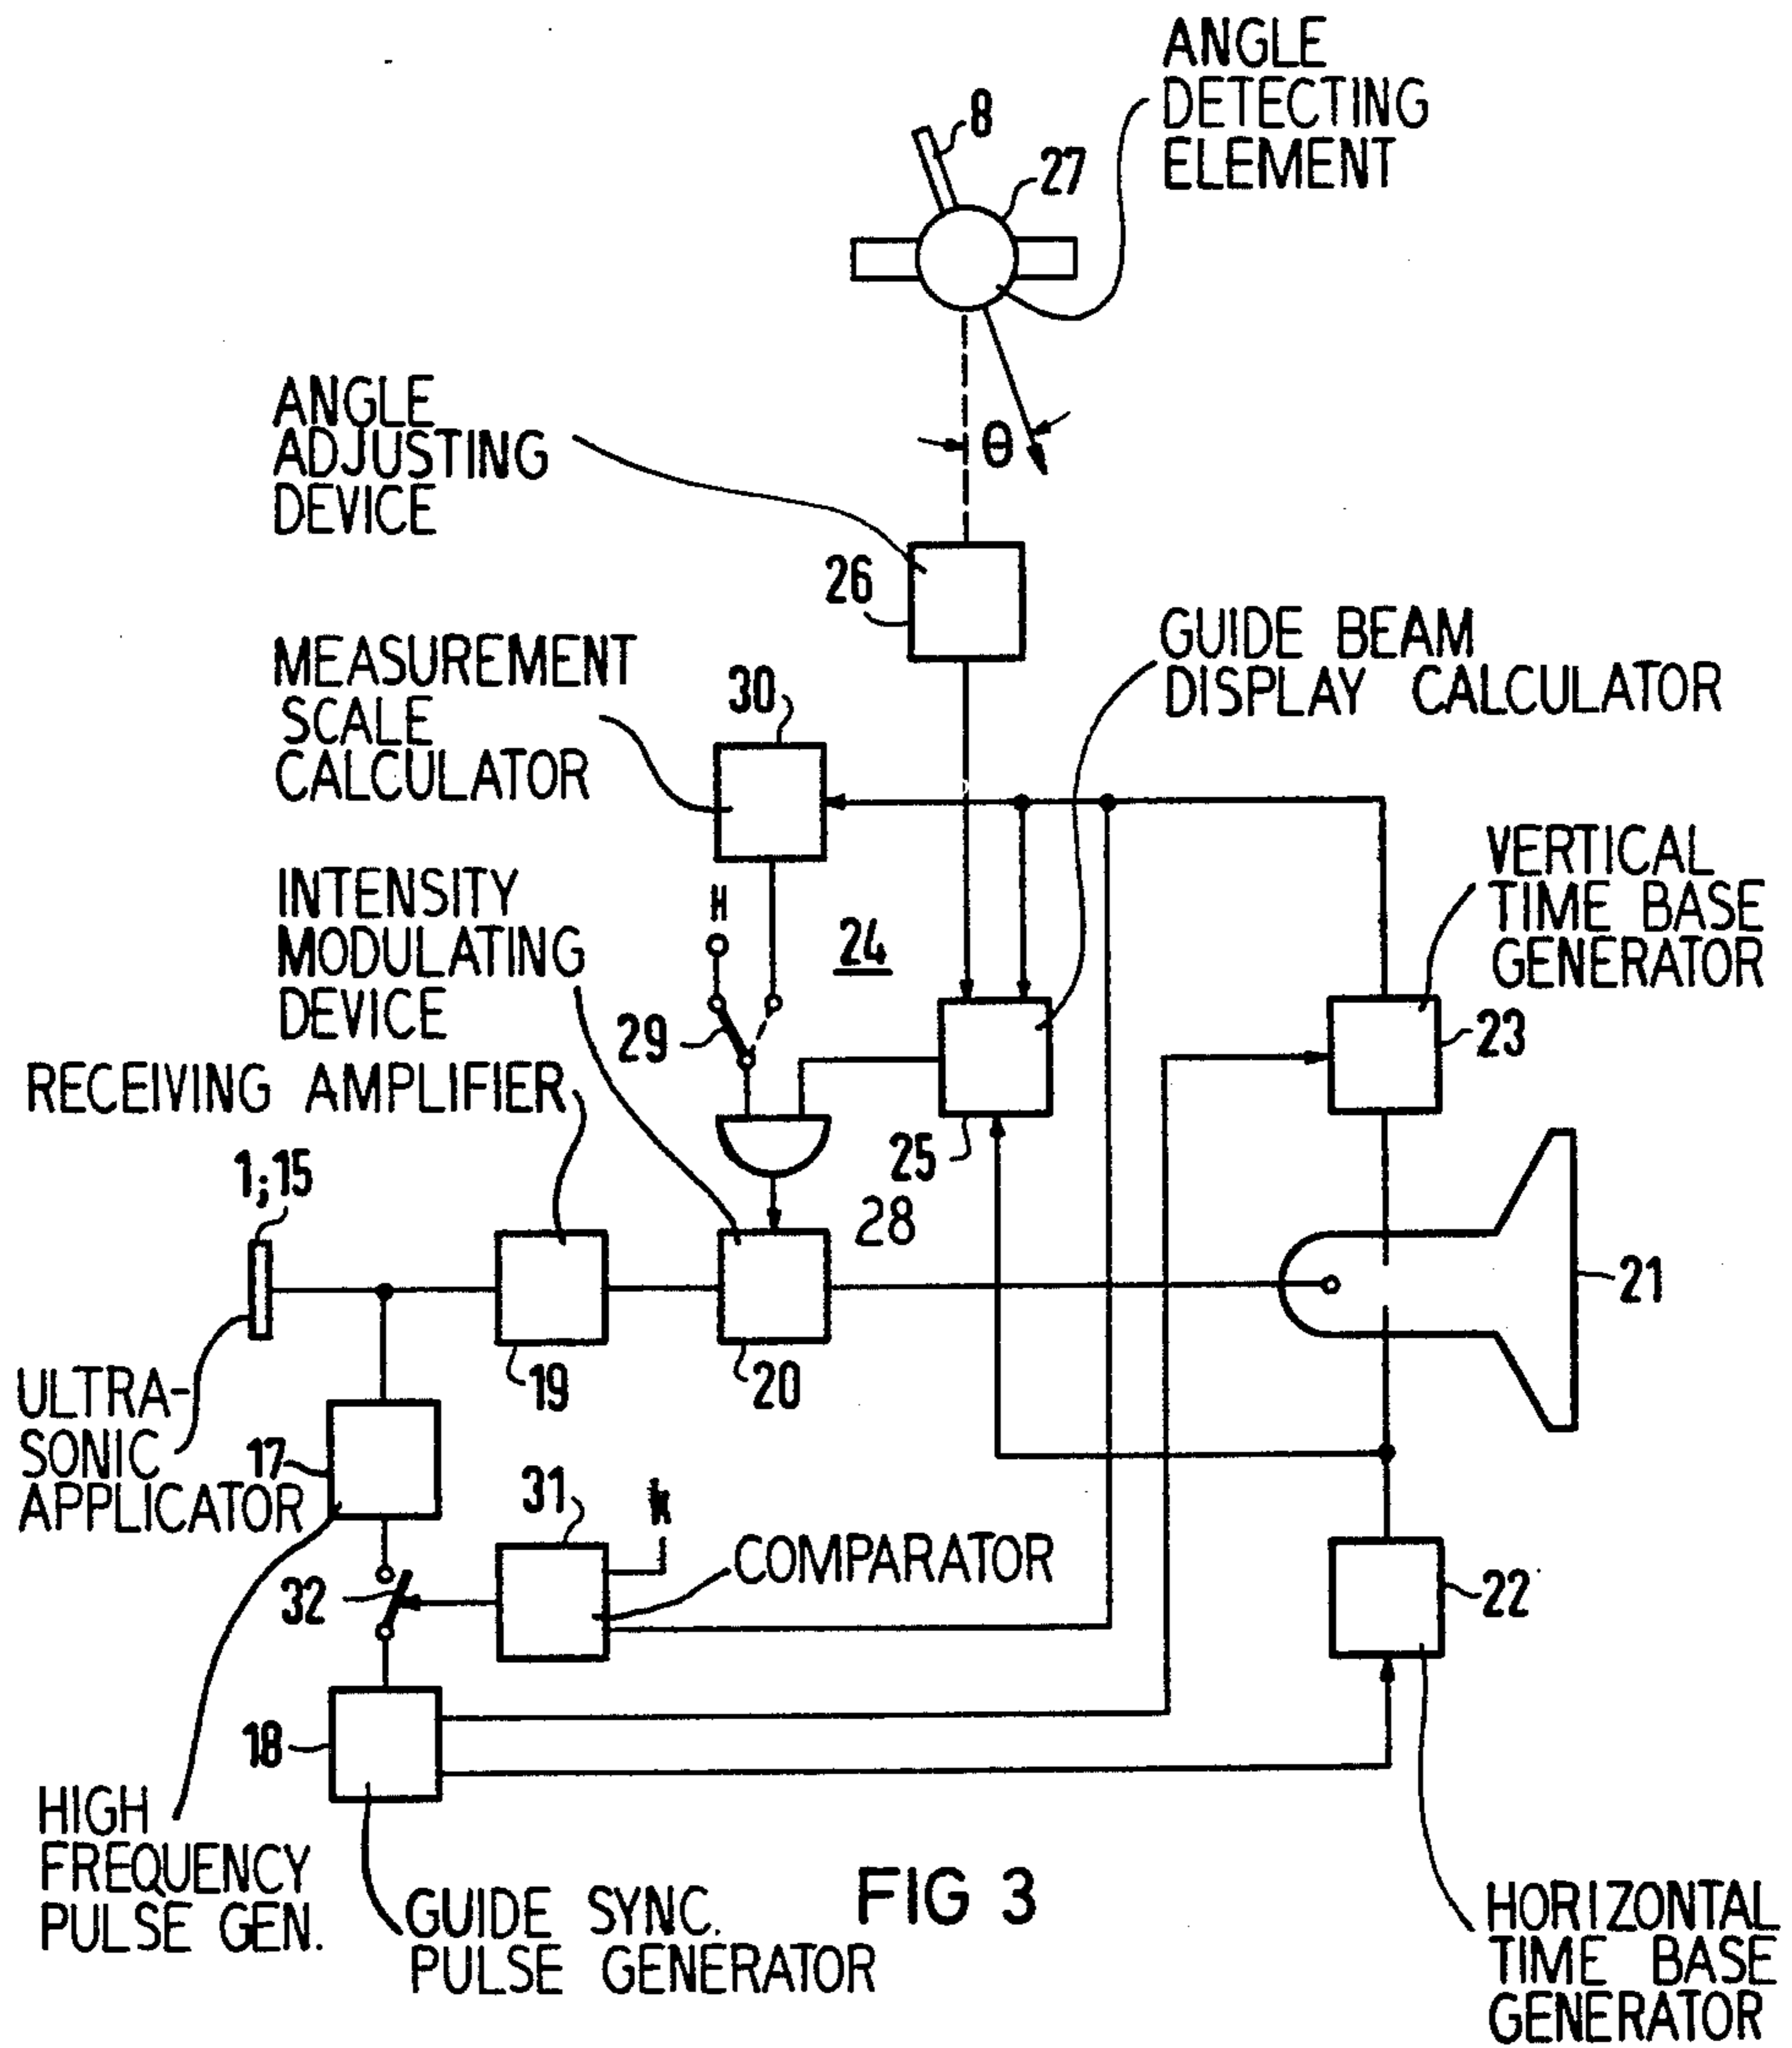 ANGLE
DETECTING
ELEMENT
8
27
ANGLE
ADJUSTING
DEVICE
θ
26
GUIDE BEAM
DISPLAY CALCULATOR
MEASUREMENT
SCALE
CALCULATOR
30
VERTICAL
TIME BASE
GENERATOR
INTENSITY
MODULATING
DEVICE
H
24
29
23
RECEIVING AMPLIFIER
25
1;15
28
21
19
20
ULTRA-
SONIC
APPLICATOR
17
31
k
COMPARATOR
32
22
18
HIGH
FREQUENCY
PULSE GEN.
GUIDE SYNC.
PULSE GENERATOR
FIG 3
HORIZONTAL
TIME BASE
GENERATOR